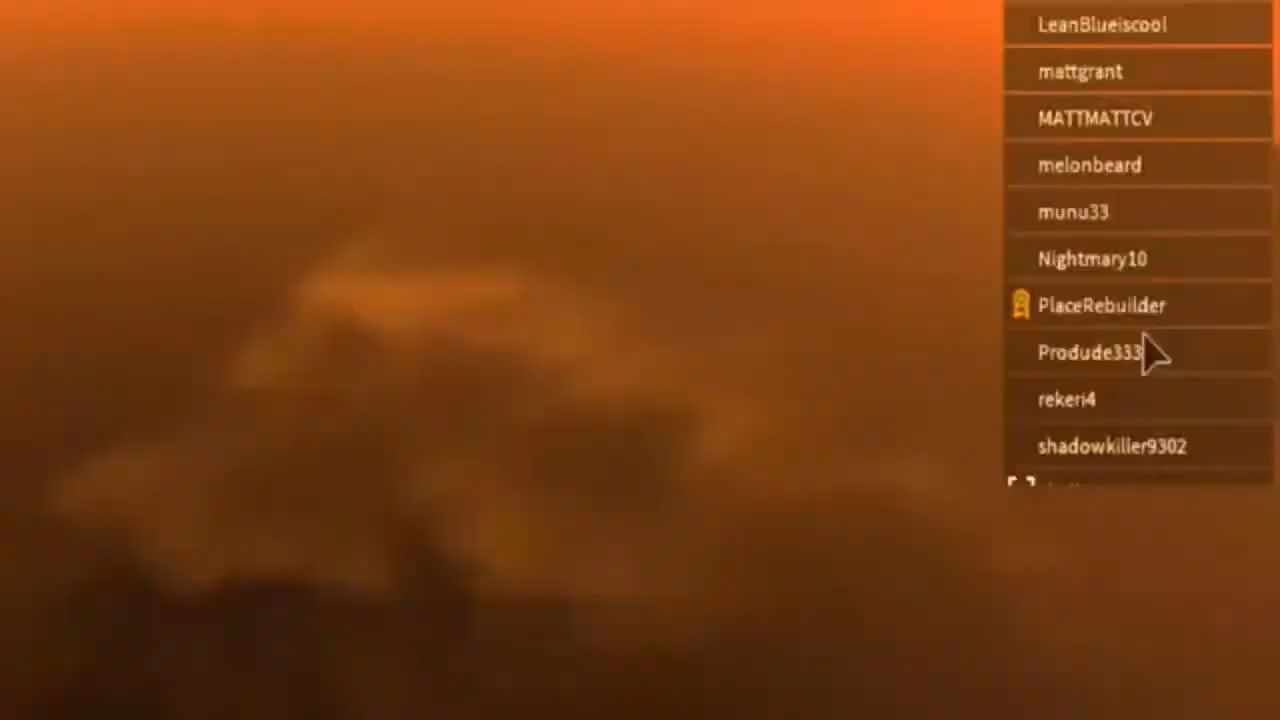 LeanBlueiscool
mattgrant
MATTMATTCV
melonbeard
munu33
Nightmary10
PlaceRebuilder
Produde333
rekeri4
shadowkiller9302